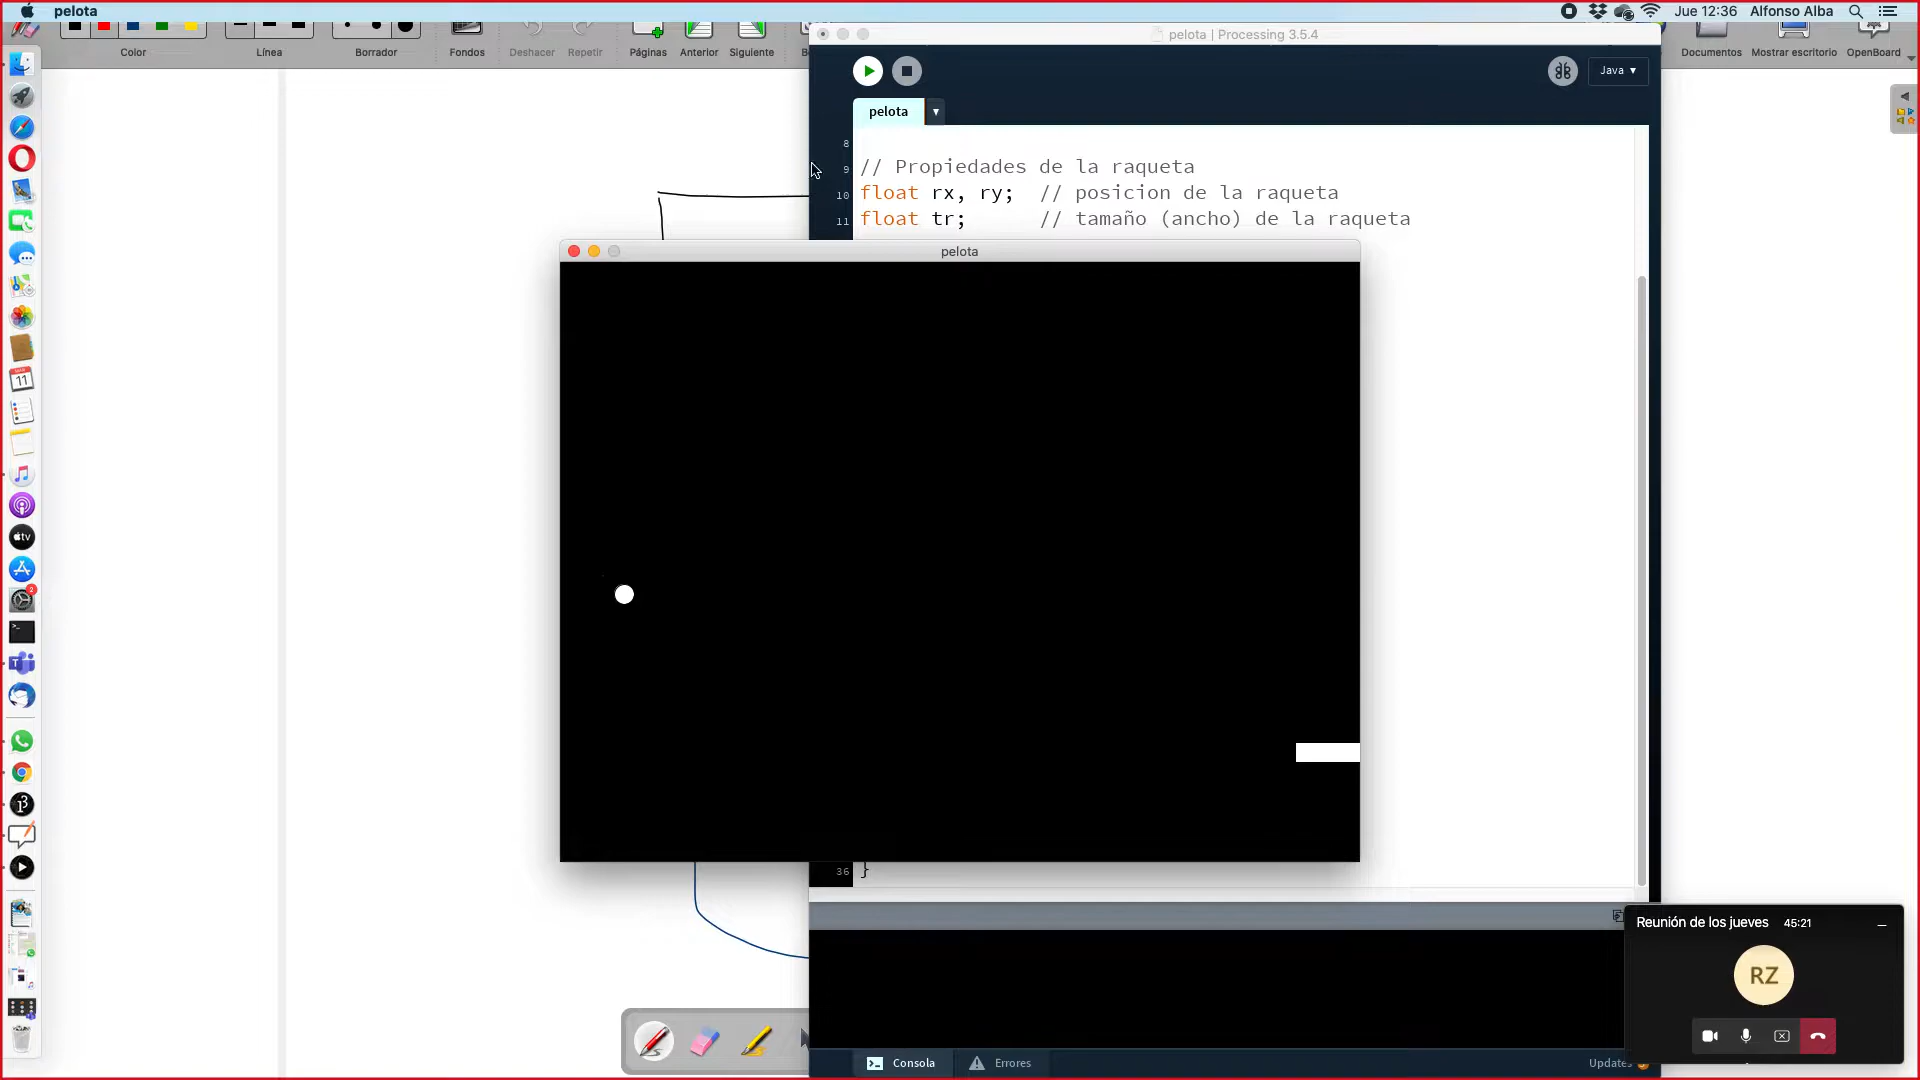 pelota
Jue 12:36 Alfonso Alba
Color
Línea
Borrador
Fondos
Deshacer
Repetir
Páginas
Anterior
Siguiente
Documentos
Mostrar escritorio
OpenBoard
pelota | Processing 3.5.4
Java ▾
pelota
8
9 // Propiedades de la raqueta
10 float rx, ry; // posicion de la raqueta
11 float tr; // tamaño (ancho) de la raqueta
pelota
36 }
Reunión de los jueves 45:21
RZ
Consola
Errores
Updates
11
2
tv